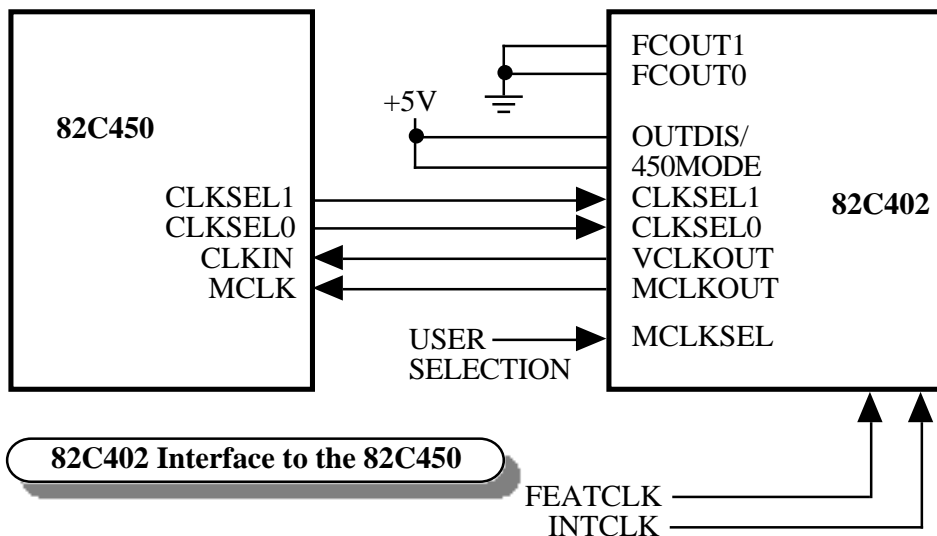 FCOUT1
FCOUT0
+5V
82C450
OUTDIS/
450MODE
CLKSEL1
CLKSEL1
82C402
CLKSEL0
CLKSEL0
CLKIN
VCLKOUT
MCLK
MCLKOUT
USER
SELECTION
MCLKSEL
82C402 Interface to the 82C450
FEATCLK
INTCLK